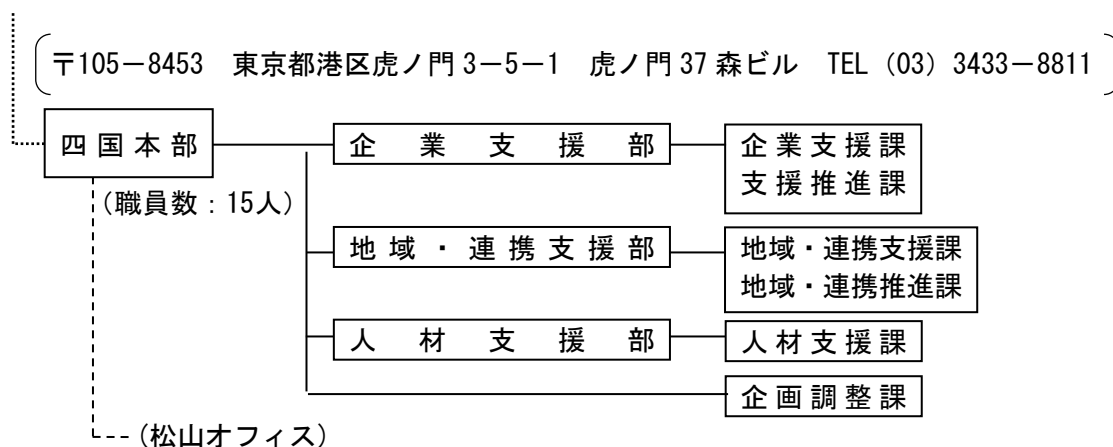 〒105－8453　東京都港区虎ノ門3－5－1　虎ノ門37森ビル　TEL（03）3433－8811
四国本部
（職員数：15人）
企業支援部
企業支援課
支援推進課
地域・連携支援部
地域・連携支援課
地域・連携推進課
人材支援部
人材支援課
企画調整課
（松山オフィス）